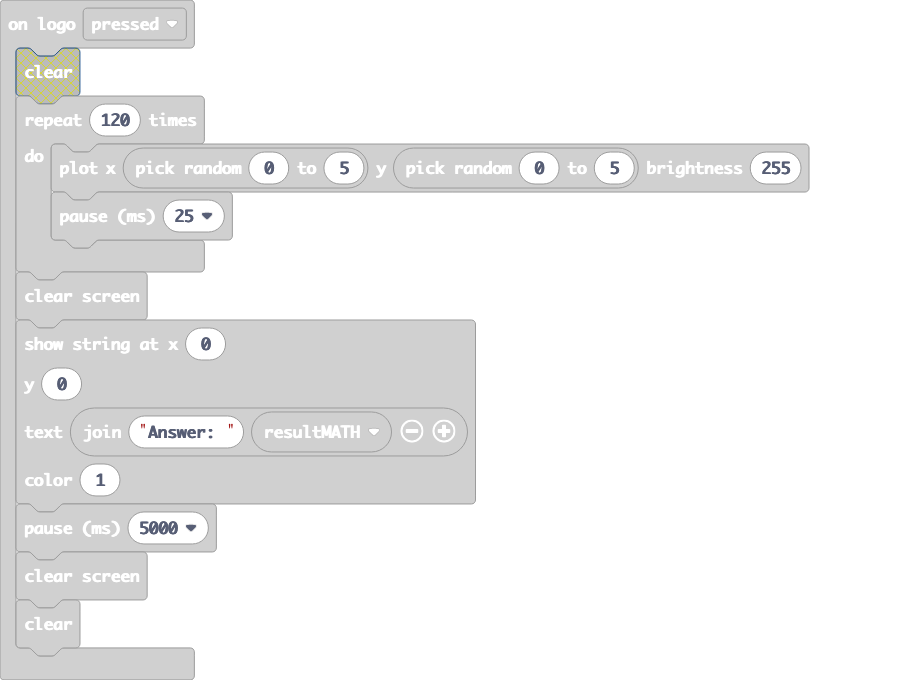 on logo pressed
clear
repeat 120 times
do
plot x pick random 0 to 5 y pick random 0 to 5 brightness 255
pause (ms) 25
clear screen
show string at x 0
y 0
text join "Answer: " resultMATH
color 1
pause (ms) 5000
clear screen
clear